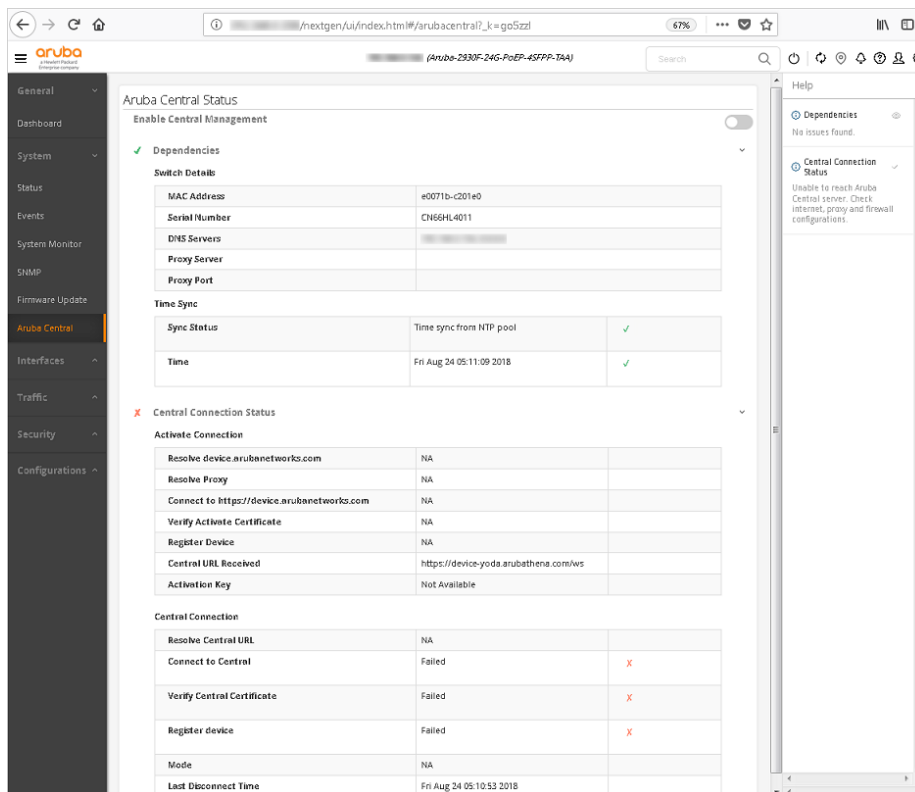 /nextgen/ui/index.html#/arubacentral?_k=go5zzl
67%
aruba
a Hewlett Packard
Enterprise company
(Aruba-2930F-24G-PoEP-4SFPP-TAA)
Search
General
Dashboard
System
Status
Events
System Monitor
SNMP
Firmware Update
Aruba Central
Interfaces
Traffic
Security
Configurations
Aruba Central Status
Enable Central Management
Dependencies
Switch Details
MAC Address e0071b-c201e0
Serial Number CN66HL4011
DNS Servers
Proxy Server
Proxy Port
Time Sync
Sync Status Time sync from NTP pool ✓
Time Fri Aug 24 05:11:09 2018 ✓
✗ Central Connection Status
Activate Connection
Resolve device.arubanetworks.com NA
Resolve Proxy NA
Connect to https://device.arubanetworks.com NA
Verify Activate Certificate NA
Register Device NA
Central URL Received https://device-yoda.arubathena.com/ws
Activation Key Not Available
Central Connection
Resolve Central URL NA
Connect to Central Failed ✗
Verify Central Certificate Failed ✗
Register device Failed ✗
Mode NA
Last Disconnect Time Fri Aug 24 05:10:53 2018
Help
Dependencies
No issues found.
Central Connection
Status
Unable to reach Aruba
Central server. Check
internet, proxy and firewall
configurations.